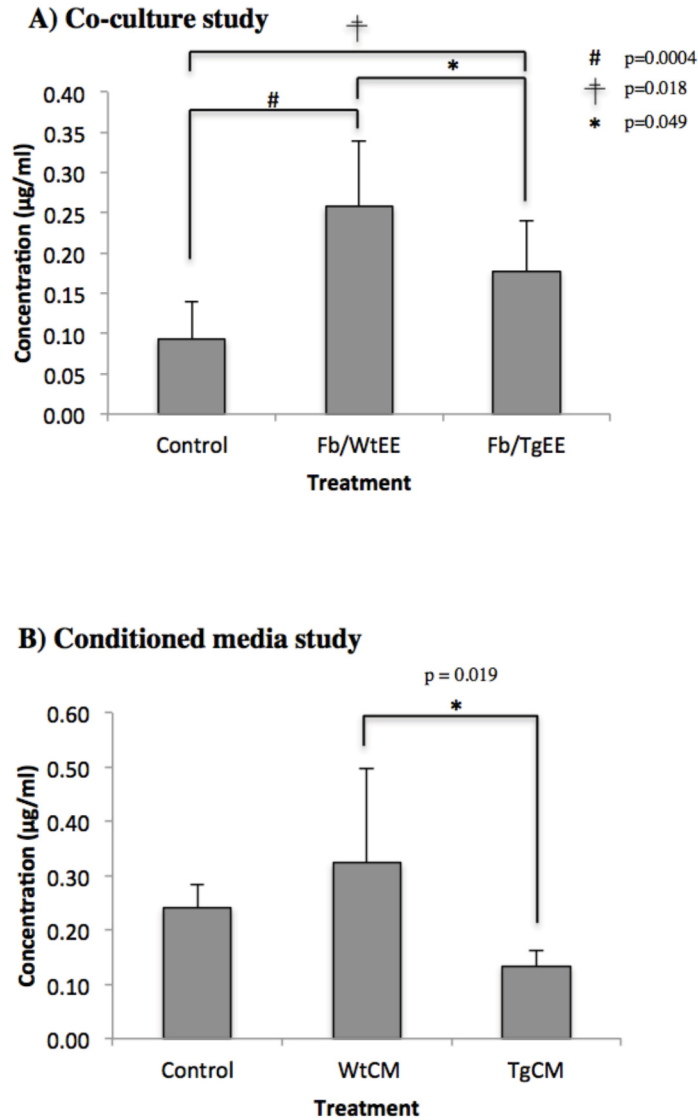 A) Co-culture study
‡
# p=0.0004
‡ p=0.018
* p=0.049
*
#
Concentration (µg/ml)
0.40
0.35
0.30
0.25
0.20
0.15
0.10
0.05
0.00
Control Fb/WtEE Fb/TgEE
Treatment
B) Conditioned media study
p = 0.019
*
Concentration (µg/ml)
0.60
0.50
0.40
0.30
0.20
0.10
0.00
Control WtCM TgCM
Treatment